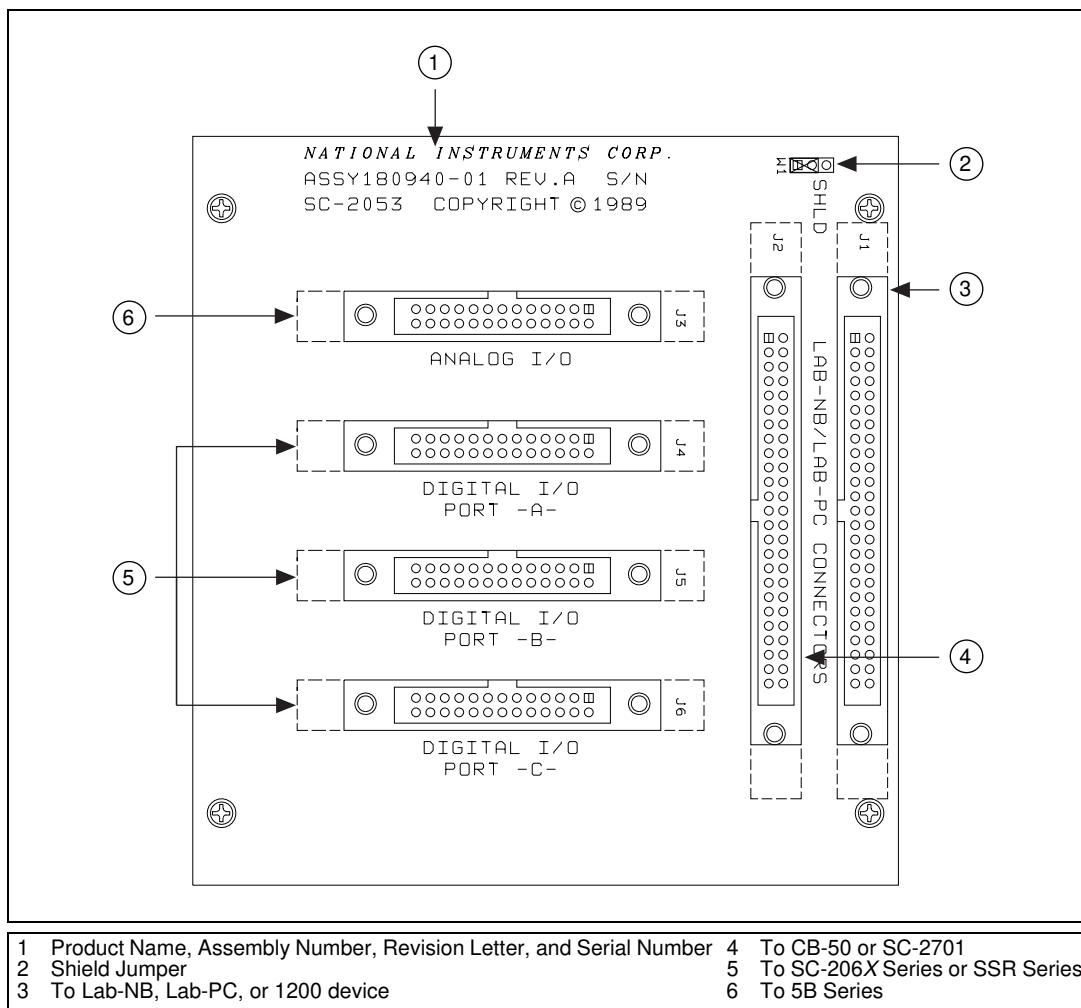 1
NATIONAL INSTRUMENTS CORP.
ASSY180940-01 REV.A S/N
SC-2053 COPYRIGHT © 1989
W1
2
SHLD
J2
J1
3
6
J3
ANALOG I/O
LAB-NB/LAB-PC CONNECTORS
J4
DIGITAL I/O
PORT -A-
5
J5
DIGITAL I/O
PORT -B-
4
J6
DIGITAL I/O
PORT -C-
1 Product Name, Assembly Number, Revision Letter, and Serial Number
2 Shield Jumper
3 To Lab-NB, Lab-PC, or 1200 device
4 To CB-50 or SC-2701
5 To SC-206X Series or SSR Series
6 To 5B Series